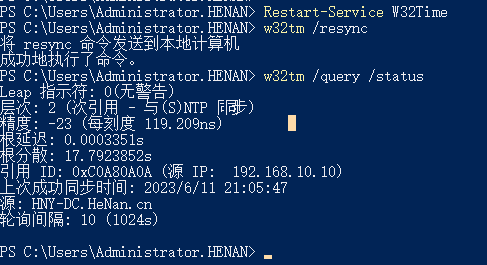 PS C:\Users\Administrator.HENAN> Restart-Service W32Time
PS C:\Users\Administrator.HENAN> w32tm /resync
将 resync 命令发送到本地计算机
成功地执行了命令。
PS C:\Users\Administrator.HENAN> w32tm /query /status
Leap 指示符: 0(无警告)
层次: 2 (次引用 - 与(S)NTP 同步)
精度: -23 (每刻度 119.209ns)
根延迟: 0.0003351s
根分散: 17.7923852s
引用 ID: 0xC0A80A0A (源 IP:  192.168.10.10)
上次成功同步时间: 2023/6/11 21:05:47
源: HNY-DC.HeNan.cn
轮询间隔: 10 (1024s)
PS C:\Users\Administrator.HENAN>